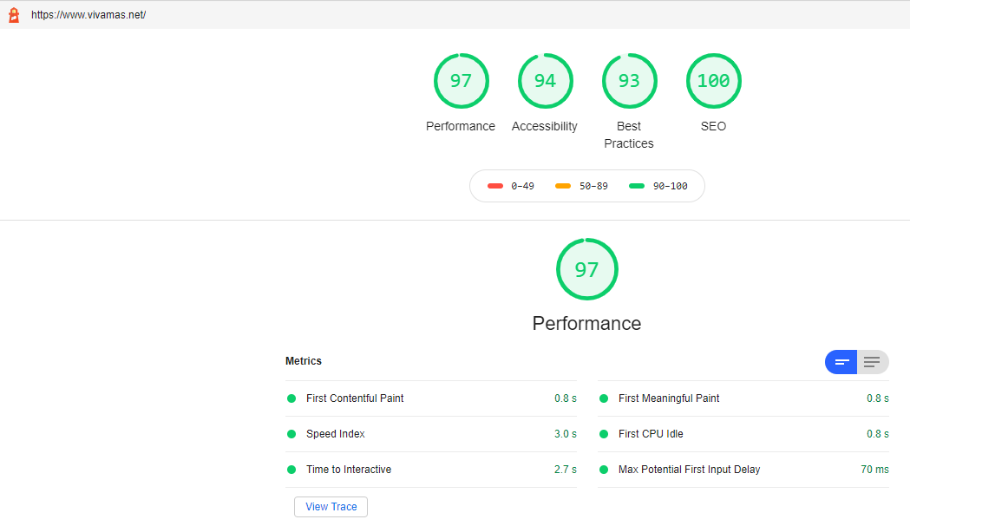 https://www.vivamas.net/
97 94 93 100
Performance Accessibility Best SEO
Practices
0-49 50-89 90-100
97
Performance
Metrics
First Contentful Paint 0.8 s First Meaningful Paint 0.8 s
Speed Index 3.0 s First CPU Idle 0.8 s
Time to Interactive 2.7 s Max Potential First Input Delay 70 ms
View Trace